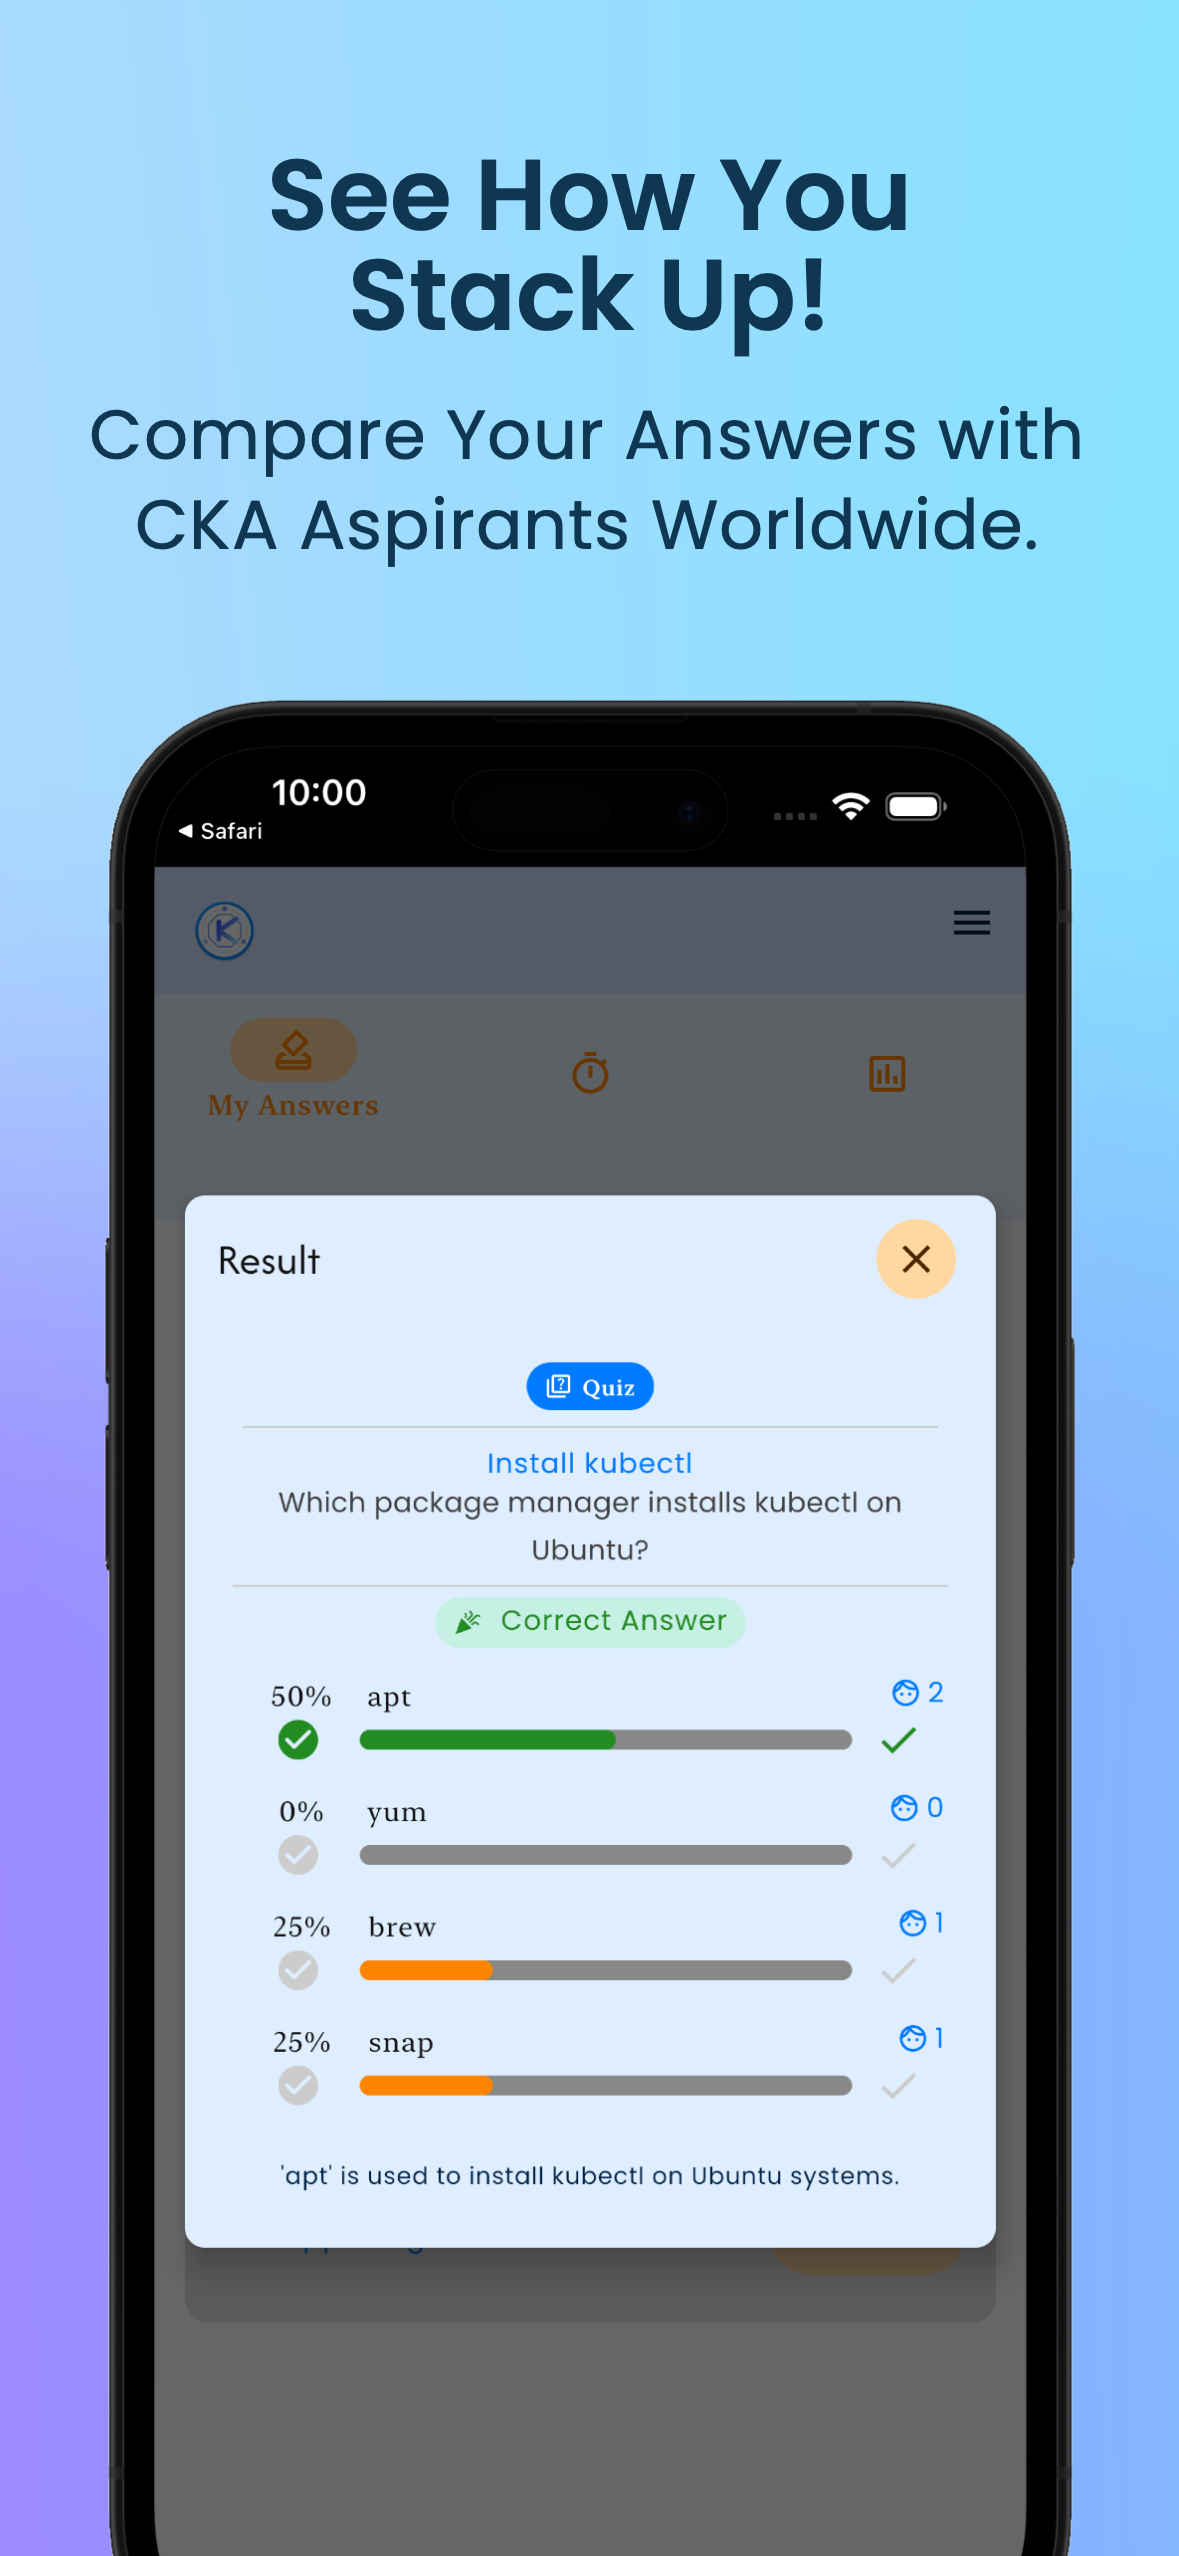 See How You
Stack Up!
Compare Your Answers with
CKA Aspirants Worldwide.
10:00
◀ Safari
K
My Answers
Result
Quiz
Install kubectl
Which package manager installs kubectl on
Ubuntu?
Correct Answer
50% apt 2
0% yum 0
25% brew 1
25% snap 1
'apt' is used to install kubectl on Ubuntu systems.